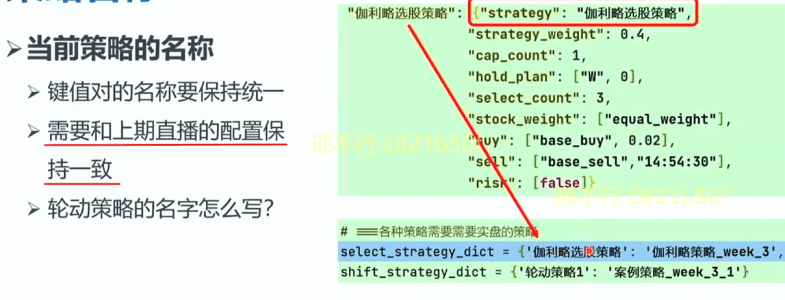 ➢当前策略的名称
➢ 键值对的名称要保持统一
➢ 需要和上期直播的配置保
持一致
➢ 轮动策略的名字怎么写?
"伽利略选股策略": {"strategy": "伽利略选股策略",
"strategy_weight": 0.4,
"cap_count": 1,
"hold_plan": ["W", 0],
"select_count": 3,
"stock_weight": ["equal_weight"],
"buy": ["base_buy", 0.02],
"sell": ["base_sell","14:54:30"],
"risk": [false]}
邢不行 c821b50f
邢不行 c821b50f
# ===各种策略需要需要实盘的策略
select_strategy_dict = {'伽利略选股策略': '伽利略策略_week_3',
shift_strategy_dict = {'轮动策略1': '案例策略_week_3_1'}